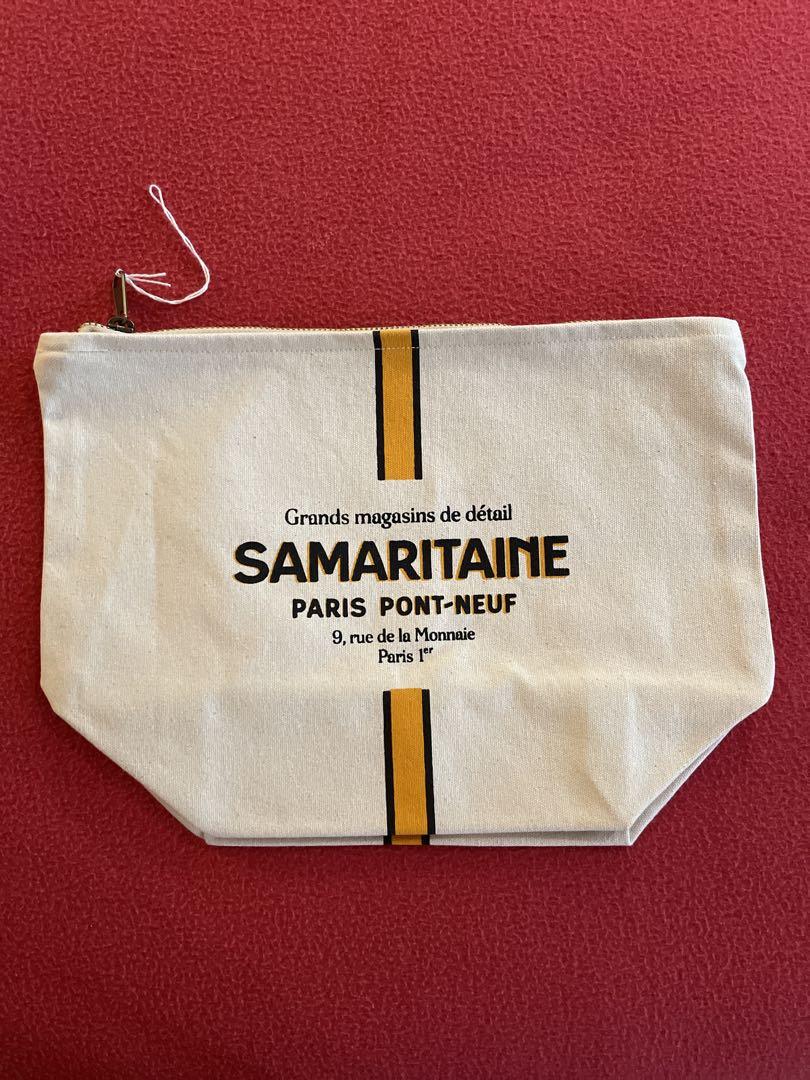 Grands magasins de détail
SAMARITAINE
PARIS PONT-NEUF
9, rue de la Monnaie
Paris 1er